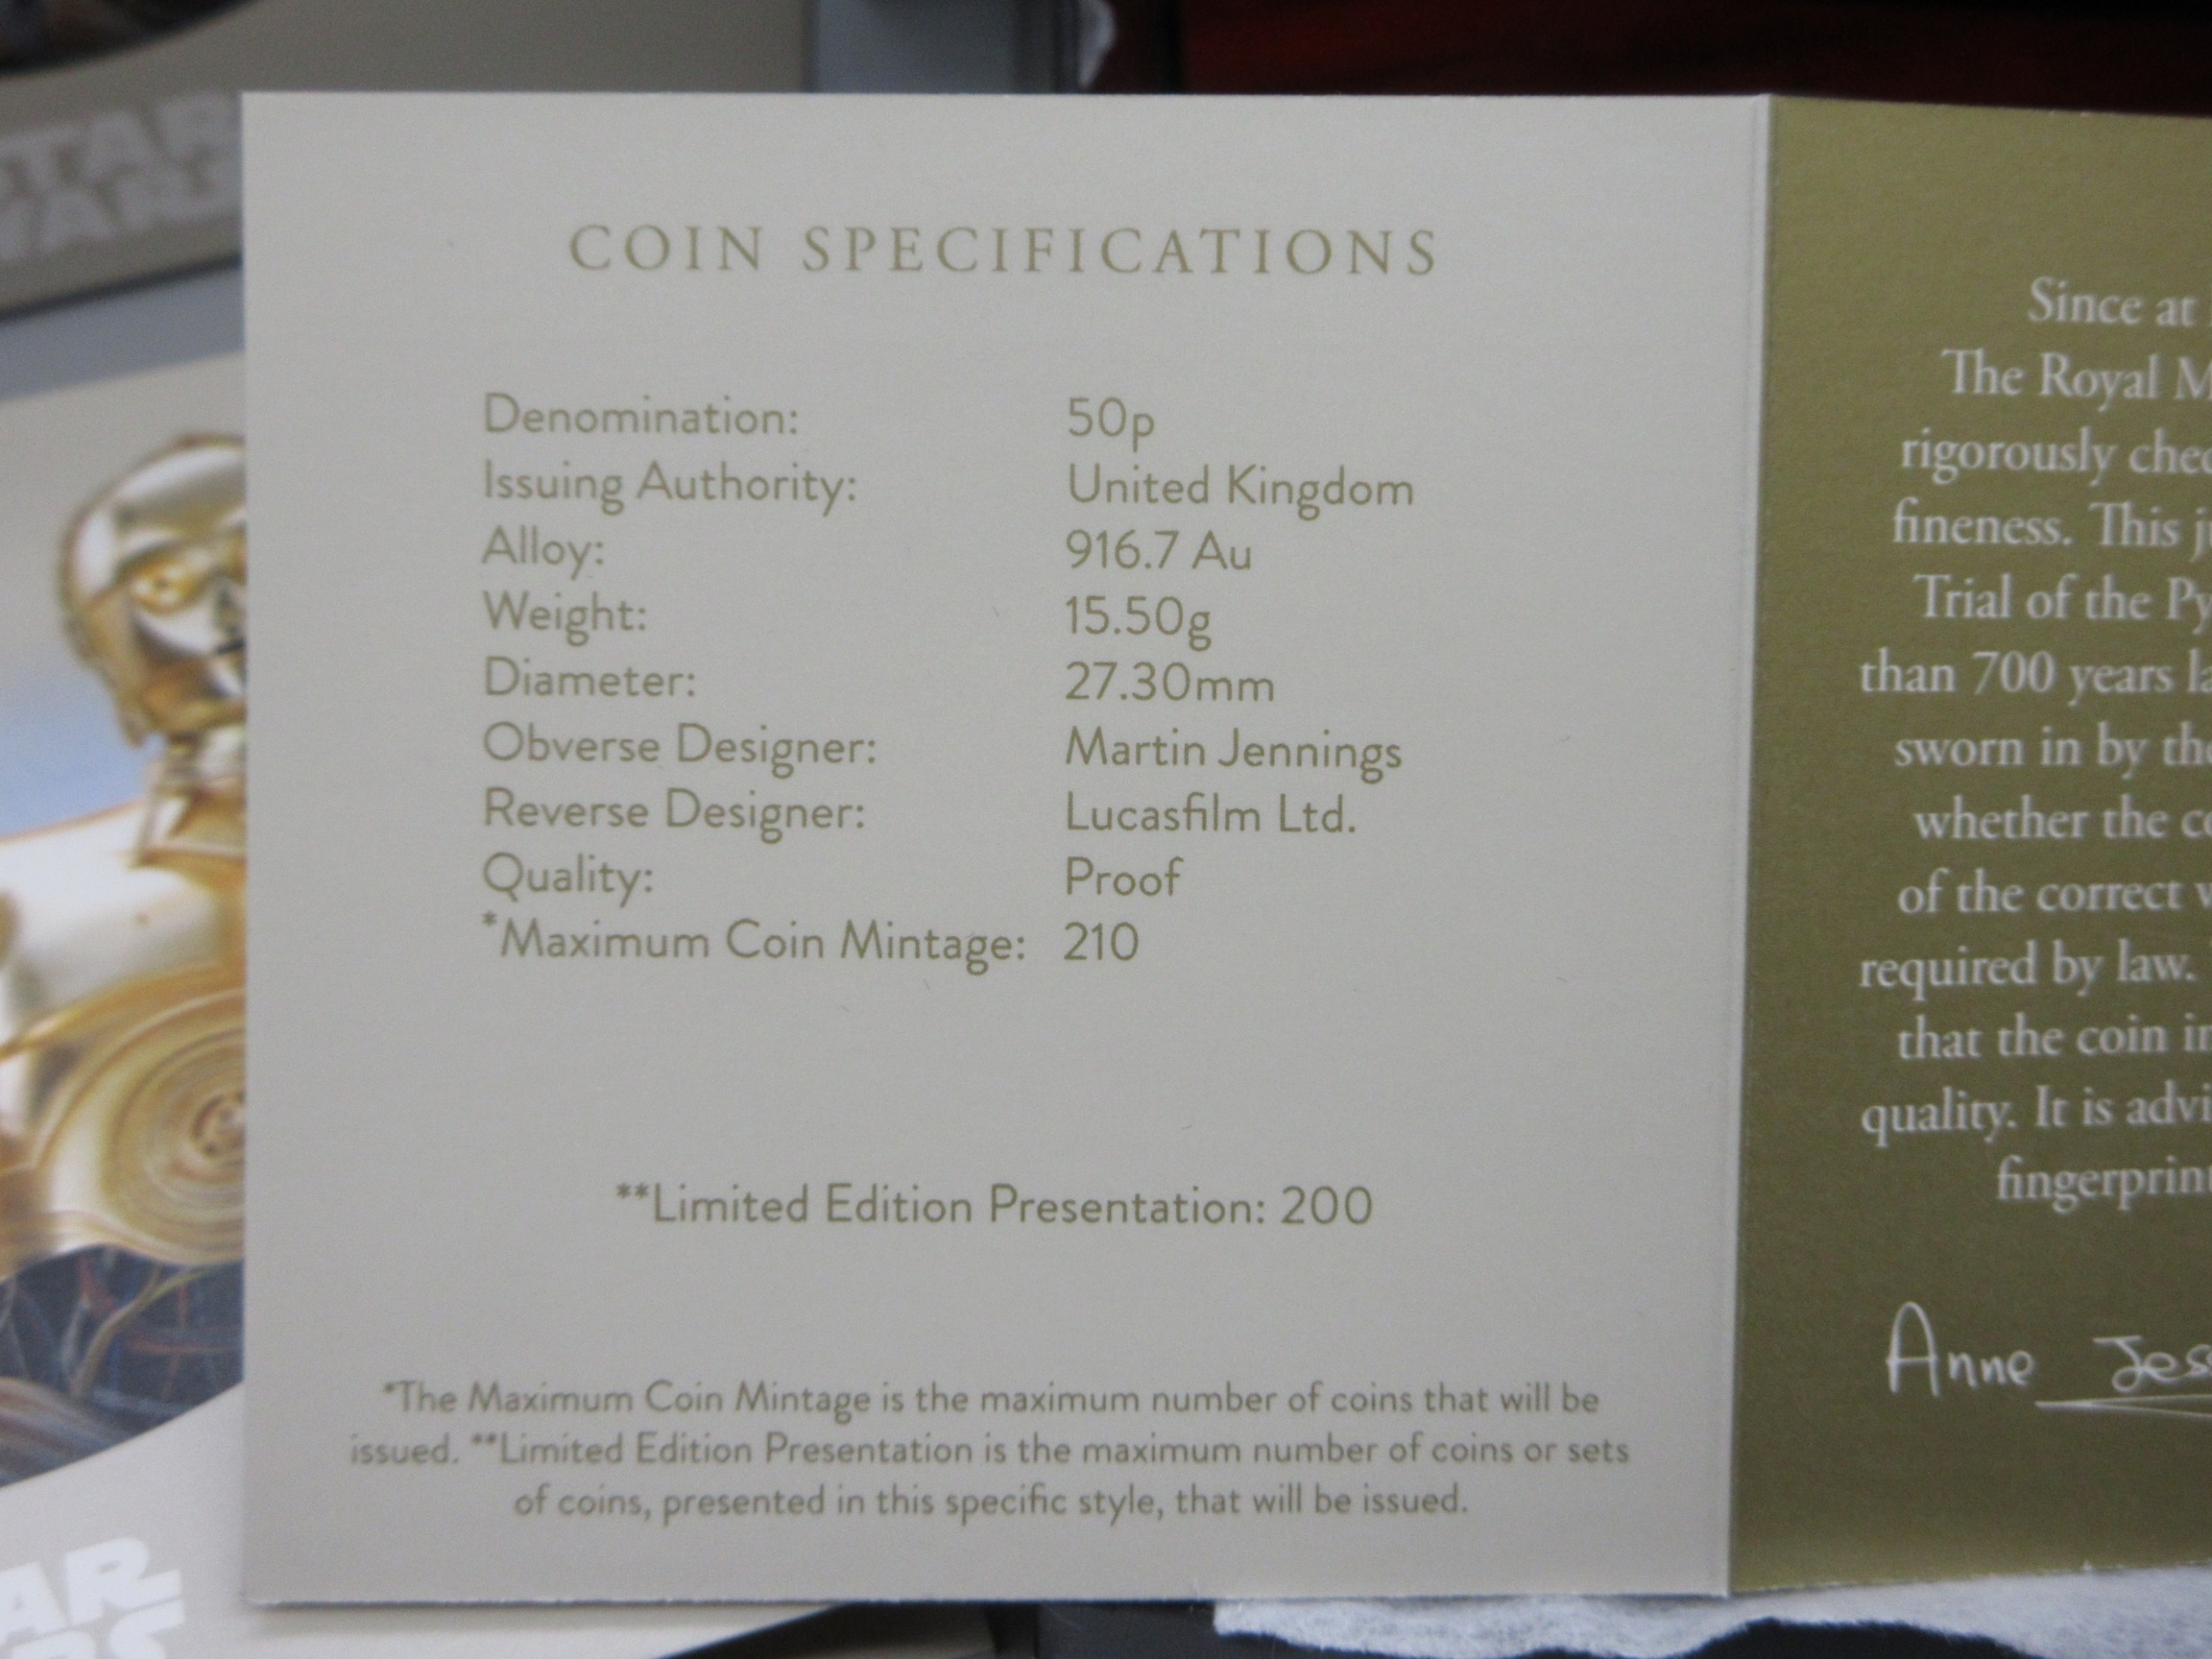 STAR
WARS
COIN SPECIFICATIONS
Denomination: 50p
Issuing Authority: United Kingdom
Alloy: 916.7 Au
Weight: 15.50g
Diameter: 27.30mm
Obverse Designer: Martin Jennings
Reverse Designer: Lucasfilm Ltd.
Quality: Proof
*Maximum Coin Mintage: 210
**Limited Edition Presentation: 200
*The Maximum Coin Mintage is the maximum number of coins that will be
issued. **Limited Edition Presentation is the maximum number of coins or sets
of coins, presented in this specific style, that will be issued.
Since at
The Royal
rigorously
fineness. This
Trial of the
than 700 years
sworn in by
whether the
of the correct
required by law.
that the coin
quality. It is
Anne